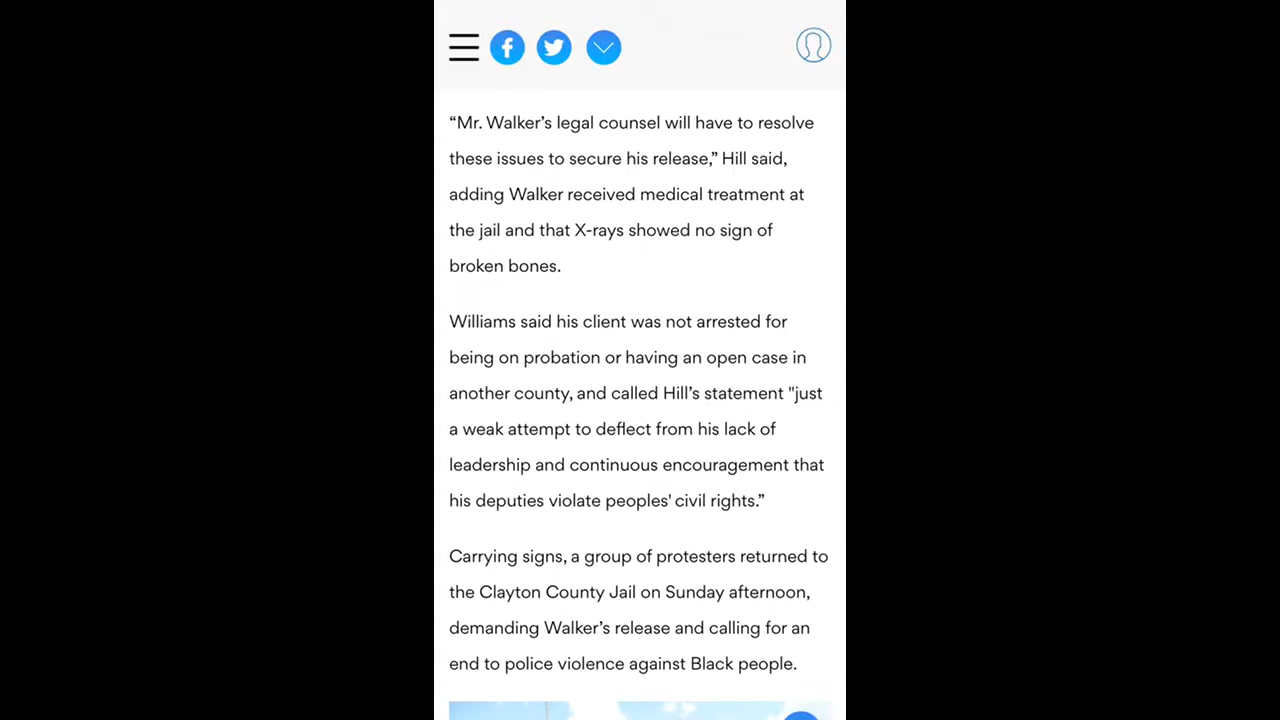 “Mr. Walker’s legal counsel will have to resolve
these issues to secure his release,” Hill said,
adding Walker received medical treatment at
the jail and that X-rays showed no sign of
broken bones.
Williams said his client was not arrested for
being on probation or having an open case in
another county, and called Hill’s statement "just
a weak attempt to deflect from his lack of
leadership and continuous encouragement that
his deputies violate peoples' civil rights.”
Carrying signs, a group of protesters returned to
the Clayton County Jail on Sunday afternoon,
demanding Walker’s release and calling for an
end to police violence against Black people.